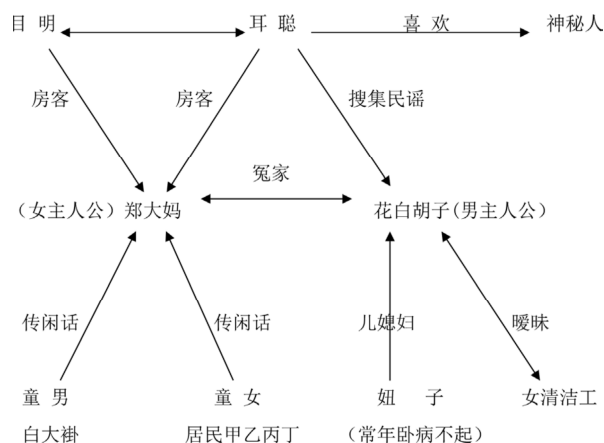 目 明 耳 聪 喜 欢 神秘人
房客 房客 搜集民谣
冤家
（女主人公）郑大妈 花白胡子(男主人公）
传闲话 传闲话 儿媳妇 暧昧
童 男 童 女 妞 子 女清洁工
白大褂 居民甲乙丙丁 （常年卧病不起）